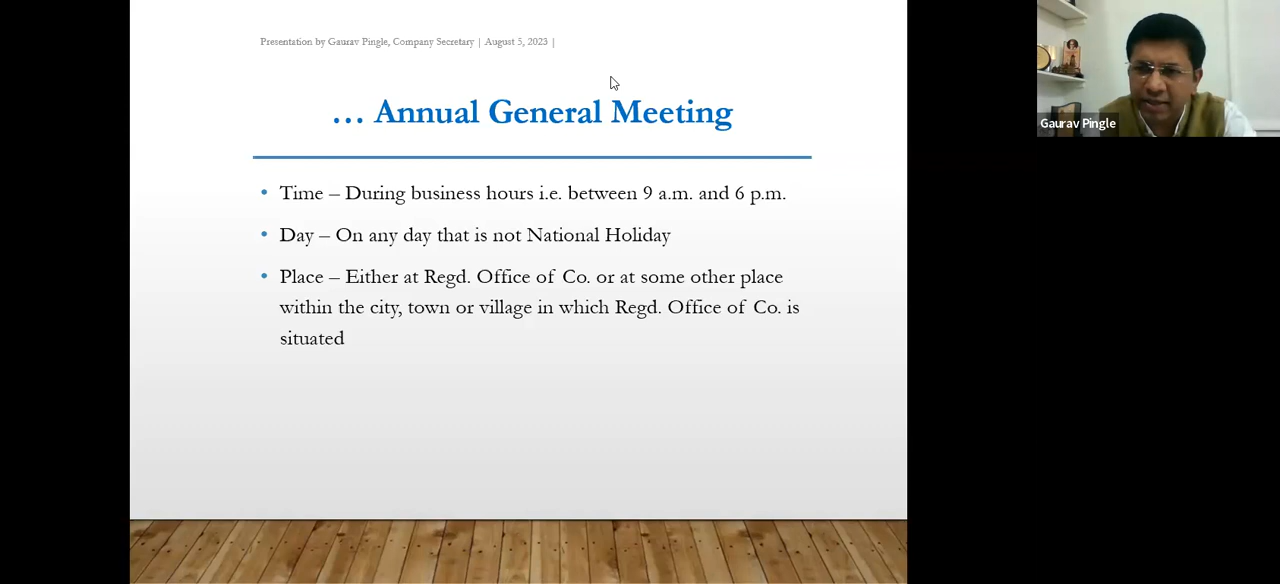 Presentation by Gaurav Pingle, Company Secretary | August 5, 2023 |
… Annual General Meeting
• Time – During business hours i.e. between 9 a.m. and 6 p.m.
• Day – On any day that is not National Holiday
• Place – Either at Regd. Office of Co. or at some other place
within the city, town or village in which Regd. Office of Co. is
situated
Gaurav Pingle